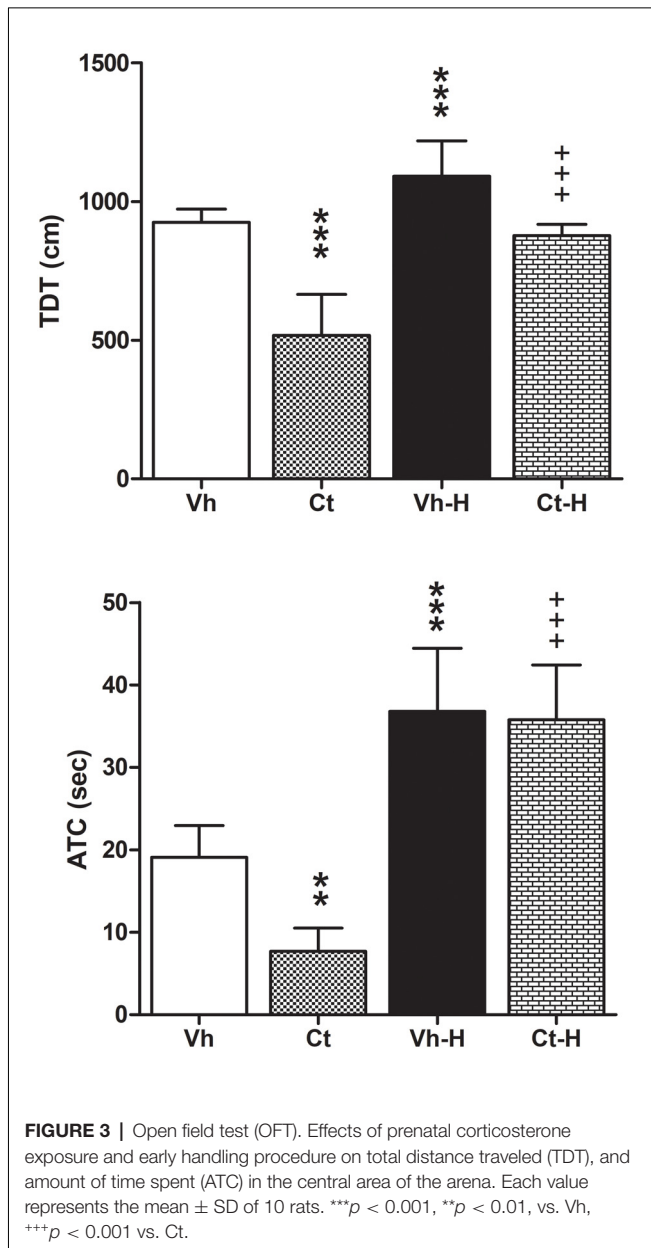 1500
1000
500
0
TDT (cm)
***
***
+++
Vh Ct Vh-H Ct-H
50
40
30
20
10
0
ATC (sec)
**
***
+++
Vh Ct Vh-H Ct-H
FIGURE 3 | Open field test (OFT). Effects of prenatal corticosterone
exposure and early handling procedure on total distance traveled (TDT), and
amount of time spent (ATC) in the central area of the arena. Each value
represents the mean ± SD of 10 rats. ***p < 0.001, **p < 0.01, vs. Vh,
+++p < 0.001 vs. Ct.